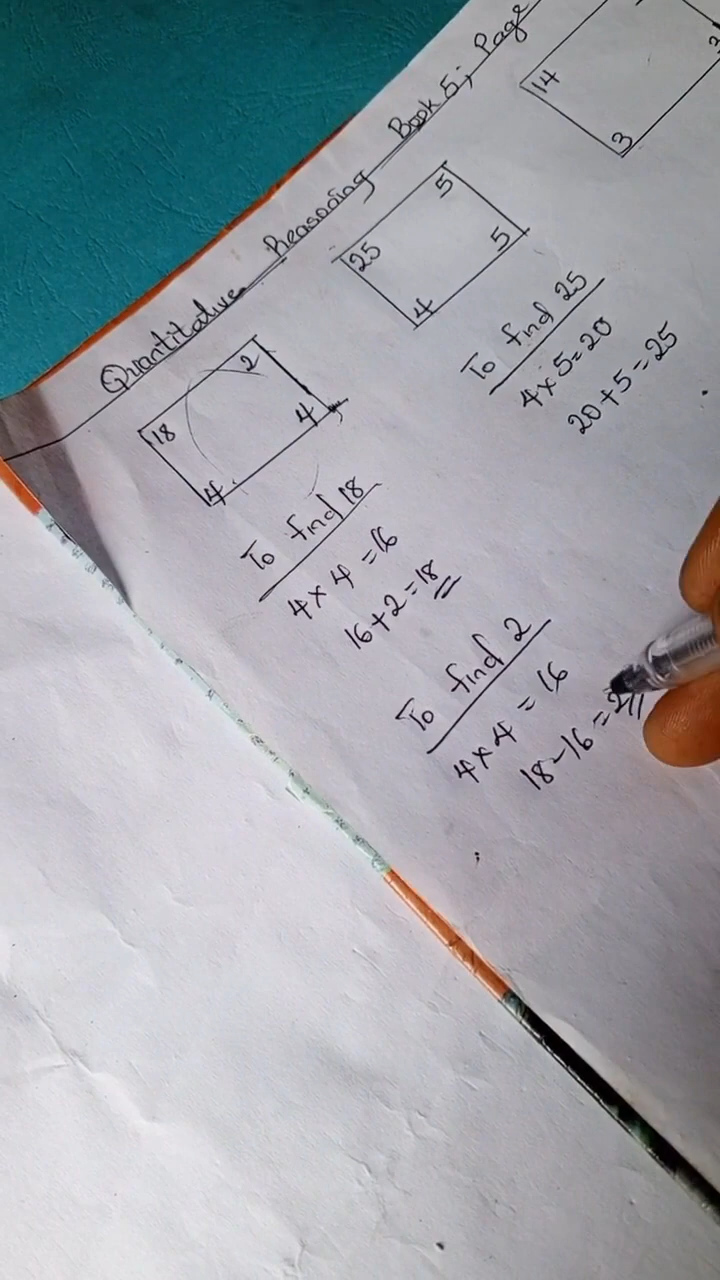 Quantitative Reasoning Book 5; Page
18 2
4 4
25 5
4 5
14
3
To find 18
4 x 4 = 16
16 + 2 = 18
To find 2
4 x 4 = 16
18 - 16 = 2
To find 25
4 x 5 = 20
20 + 5 = 25